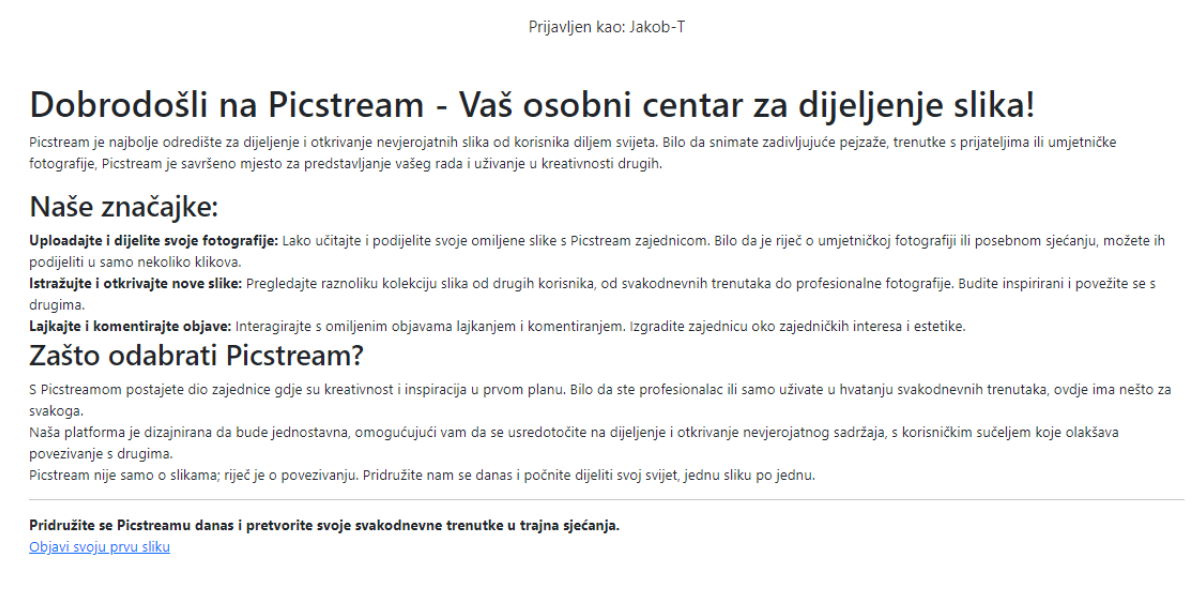 Prijavljen kao: Jakob-T
Dobrodošli na Picstream - Vaš osobni centar za dijeljenje slika!
Picstream je najbolje odredište za dijeljenje i otkrivanje nevjerojatnih slika od korisnika diljem svijeta. Bilo da snimate zadivljujuće pejzaže, trenutke s prijateljima ili umjetničke
fotografije, Picstream je savršeno mjesto za predstavljanje vašeg rada i uživanje u kreativnosti drugih.
Naše značajke:
Uploadajte i dijelite svoje fotografije: Lako učitajte i podijelite svoje omiljene slike s Picstream zajednicom. Bilo da je riječ o umjetničkoj fotografiji ili posebnom sjećanju, možete ih
podijeliti u samo nekoliko klikova.
Istražujte i otkrivajte nove slike: Pregledajte raznoliku kolekciju slika od drugih korisnika, od svakodnevnih trenutaka do profesionalne fotografije. Budite inspirirani i povežite se s
drugima.
Lajkajte i komentirajte objave: Interagirajte s omiljenim objavama lajkanjem i komentiranjem. Izgradite zajednicu oko zajedničkih interesa i estetike.
Zašto odabrati Picstream?
S Picstreamom postajete dio zajednice gdje su kreativnost i inspiracija u prvom planu. Bilo da ste profesionalac ili samo uživate u hvatanju svakodnevnih trenutaka, ovdje ima nešto za
svakoga.
Naša platforma je dizajnirana da bude jednostavna, omogućujući vam da se usredotočite na dijeljenje i otkrivanje nevjerojatnog sadržaja, s korisničkim sučeljem koje olakšava
povezivanje s drugima.
Picstream nije samo o slikama; riječ je o povezivanju. Pridružite nam se danas i počnite dijeliti svoj svijet, jednu sliku po jednu.
Pridružite se Picstreamu danas i pretvorite svoje svakodnevne trenutke u trajna sjećanja.
Objavi svoju prvu sliku